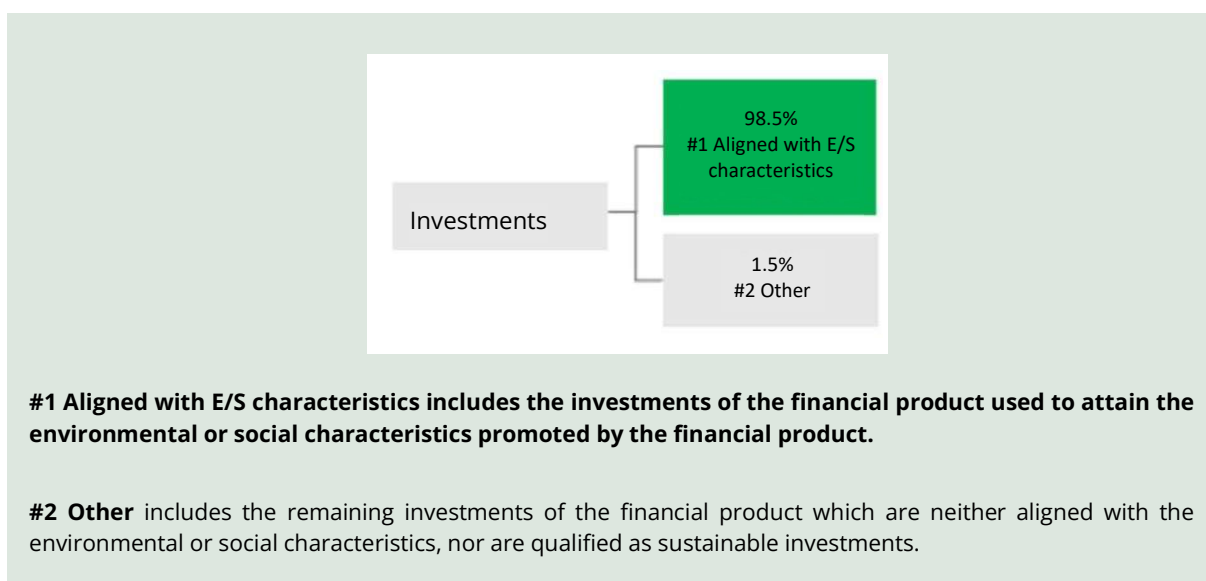 98.5%
#1 Aligned with E/S
characteristics
Investments
1.5%
#2 Other
#1 Aligned with E/S characteristics includes the investments of the financial product used to attain the
environmental or social characteristics promoted by the financial product.
#2 Other includes the remaining investments of the financial product which are neither aligned with the
environmental or social characteristics, nor are qualified as sustainable investments.